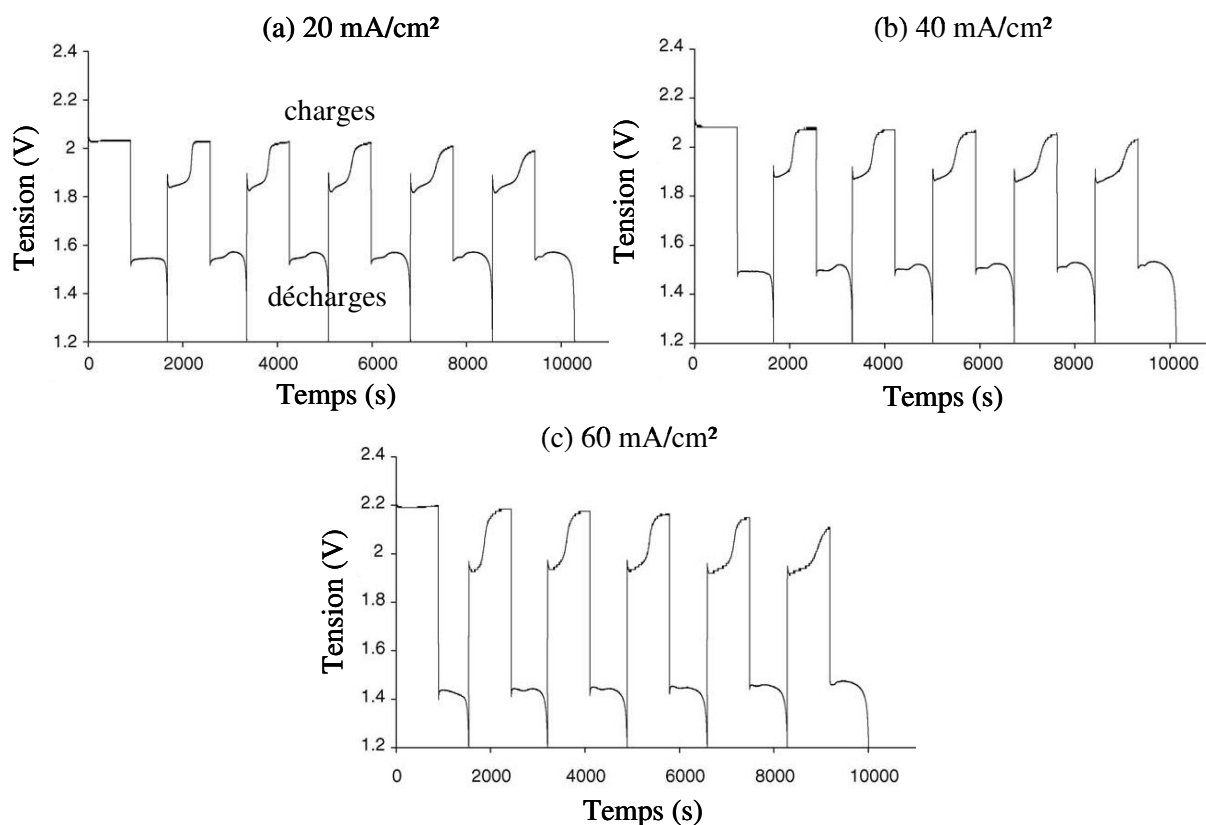 (a) 20 mA/cm²
2.4
2.2
2
1.8
1.6
1.4
1.2
Tension (V)
charges
décharges
0 2000 4000 6000 8000 10000
Temps (s)
(b) 40 mA/cm²
2.4
2.2
2
1.8
1.6
1.4
1.2
Tension (V)
0 2000 4000 6000 8000 10000
Temps (s)
(c) 60 mA/cm²
2.4
2.2
2
1.8
1.6
1.4
1.2
Tension (V)
0 2000 4000 6000 8000 10000
Temps (s)